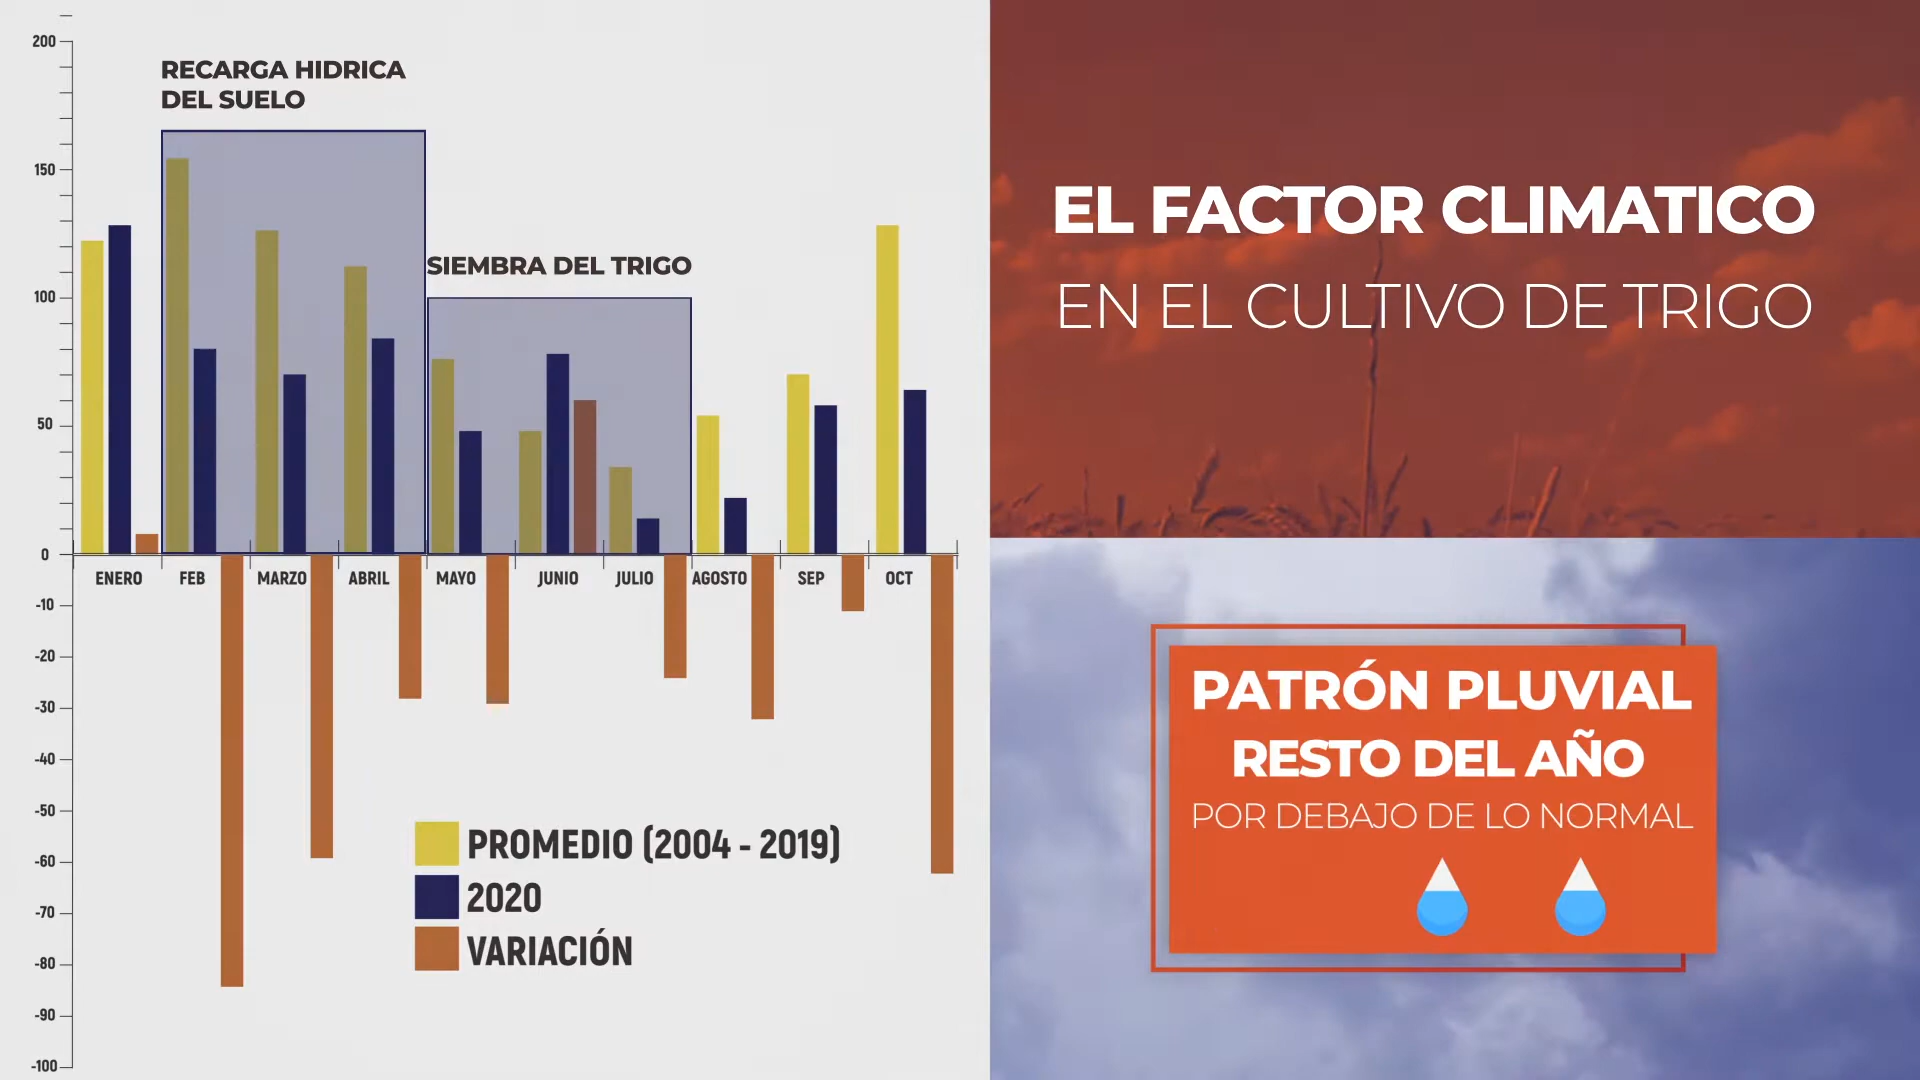 200
RECARGA HIDRICA
DEL SUELO
150
SIEMBRA DEL TRIGO
100
50
0
ENERO FEB MARZO ABRIL MAYO JUNIO JULIO AGOSTO SEP OCT
-10
-20
-30
-40
-50
-60
-70
-80
-90
-100
PROMEDIO (2004 - 2019)
2020
VARIACIÓN
EL FACTOR CLIMATICO
EN EL CULTIVO DE TRIGO
PATRÓN PLUVIAL
RESTO DEL AÑO
POR DEBAJO DE LO NORMAL